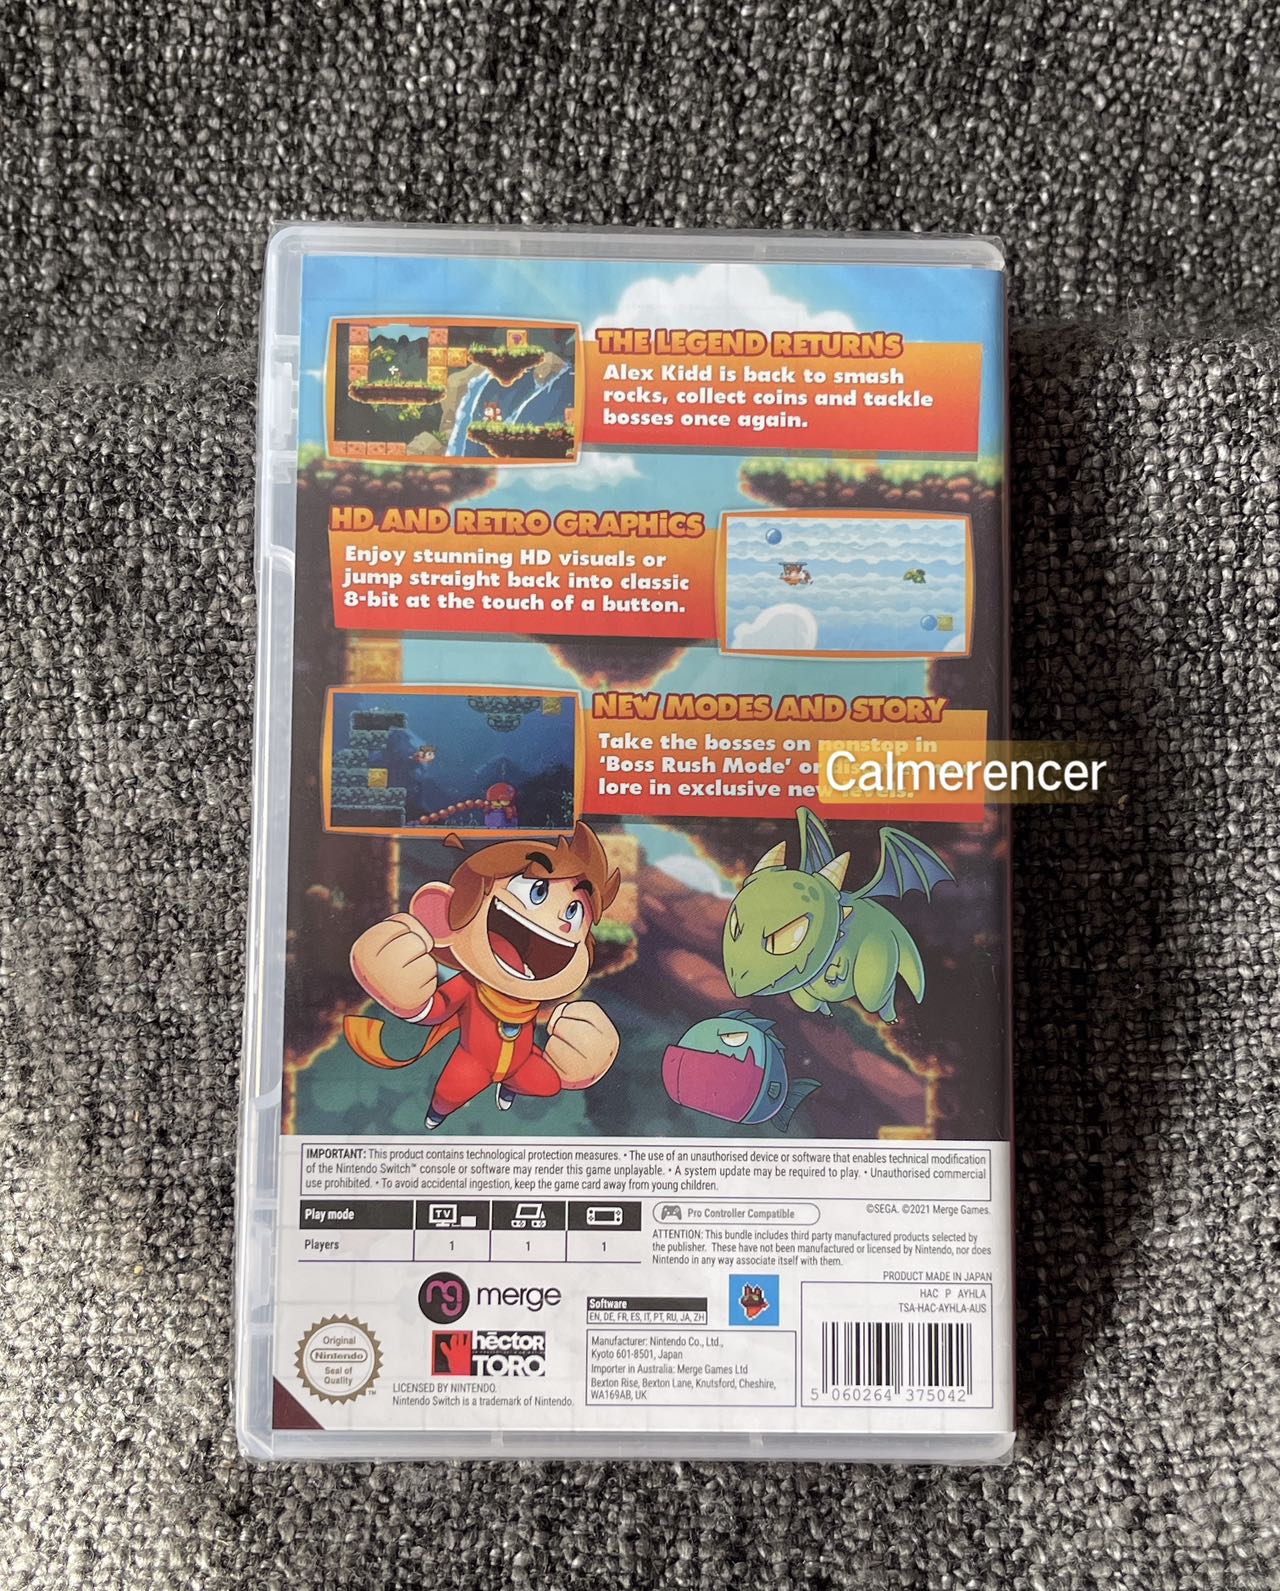 THE LEGEND RETURNS
Alex Kidd is back to smash
rocks, collect coins and tackle
bosses once again.
HD AND RETRO GRAPHiCS
Enjoy stunning HD visuals or
jump straight back into classic
8-bit at the touch of a button.
NEW MODES AND STORY
Take the bosses on nonstop in
'Boss Rush Mode' or
lore in exclusive new levels.
Calmerencer
IMPORTANT: This product contains technological protection measures. • The use of an unauthorised device or software that enables technical modification
of the Nintendo Switch™ console or software may render this game unplayable. • A system update may be required to play. • Unauthorised commercial
use prohibited. • To avoid accidental ingestion, keep the game card away from young children.
Play mode
TV
Players 1 1 1
Pro Controller Compatible
©SEGA. ©2021 Merge Games.
ATTENTION: This bundle includes third party manufactured products selected by
the publisher. These have not been manufactured or licensed by Nintendo, nor does
Nintendo in any way associate itself with them.
PRODUCT MADE IN JAPAN
HAC P AYHLA
TSA-HAC-AYHLA-AUS
merge
Software
EN, DE, FR, ES, IT, PT, RU, JA, ZH
hēctor
TORO
Manufacturer: Nintendo Co., Ltd.,
Kyoto 601-8501, Japan
Importer in Australia: Merge Games Ltd
Bexton Rise, Bexton Lane, Knutsford, Cheshire,
WA169AB, UK
Original
Nintendo
Seal of
Quality
TM
LICENSED BY NINTENDO.
Nintendo Switch is a trademark of Nintendo.
5 060264 375042